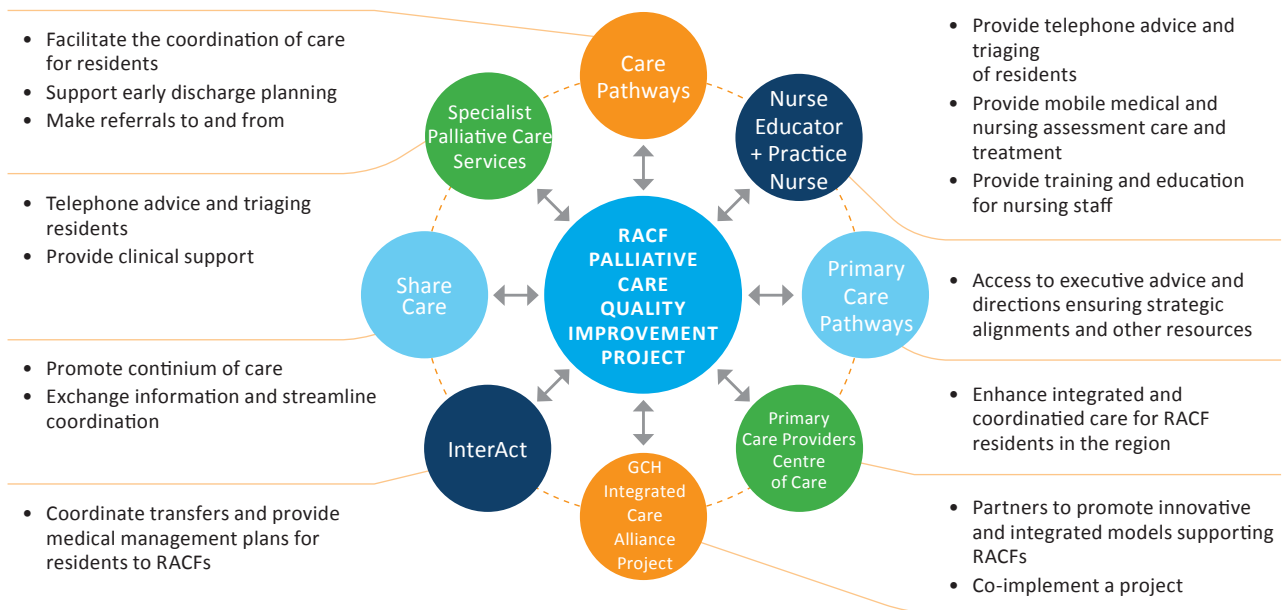 • Facilitate the coordination of care
for residents
• Support early discharge planning
• Make referrals to and from
• Telephone advice and triaging
residents
• Provide clinical support
• Promote continium of care
• Exchange information and streamline
coordination
• Coordinate transfers and provide
medical management plans for
residents to RACFs
Care
Pathways
Specialist
Palliative Care
Services
Nurse
Educator
+ Practice
Nurse
Share
Care
RACF
PALLIATIVE
CARE
QUALITY
IMPROVEMENT
PROJECT
Primary
Care
Pathways
InterAct
Primary
Care Providers
Centre
of Care
GCH
Integrated
Care
Alliance
Project
• Provide telephone advice and
triaging
of residents
• Provide mobile medical and
nursing assessment care and
treatment
• Provide training and education
for nursing staff
• Access to executive advice and
directions ensuring strategic
alignments and other resources
• Enhance integrated and
coordinatied care for RACF
residents in the region
• Partners to promote innovative
and integrated models supporting
RACFs
• Co-implement a project